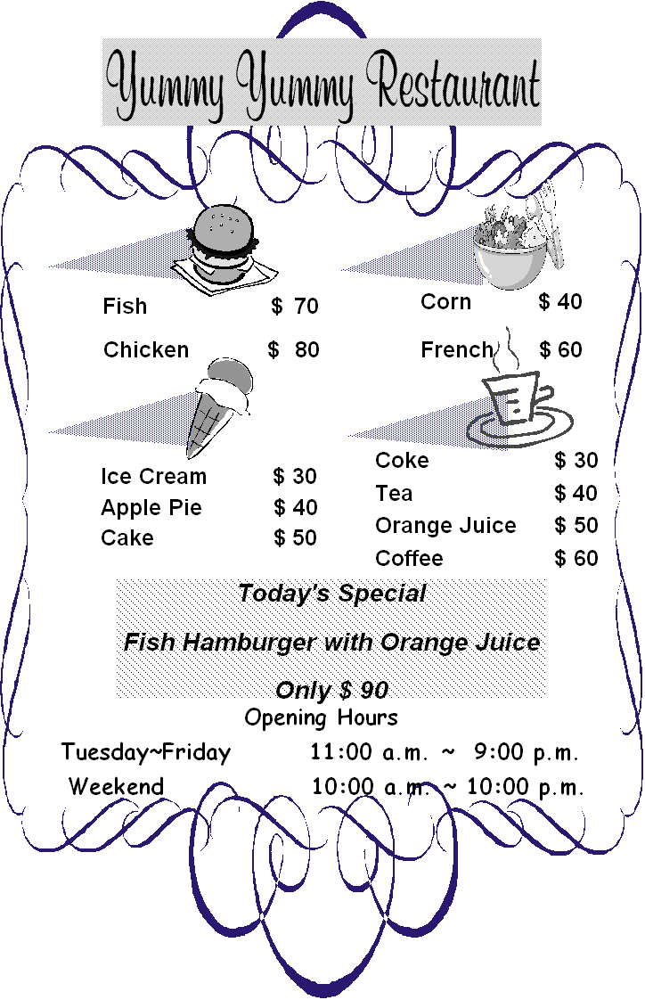 Yummy Yummy Restaurant
Fish $ 70
Chicken $ 80
Corn $ 40
French $ 60
Ice Cream $ 30
Apple Pie $ 40
Cake $ 50
Coke $ 30
Tea $ 40
Orange Juice $ 50
Coffee $ 60
Today's Special
Fish Hamburger with Orange Juice
Only $ 90
Opening Hours
Tuesday~Friday 11:00 a.m. ~ 9:00 p.m.
Weekend 10:00 a.m. ~ 10:00 p.m.